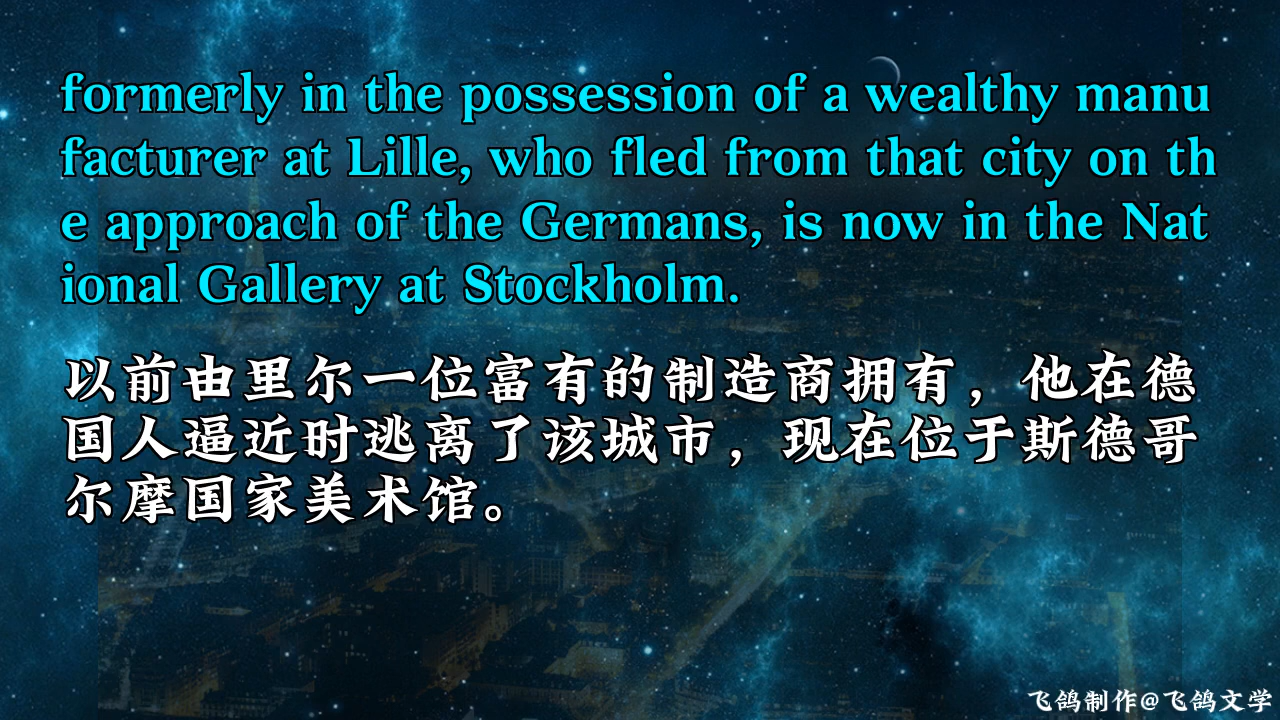 formerly in the possession of a wealthy manu
facturer at Lille, who fled from that city on th
e approach of the Germans, is now in the Nat
ional Gallery at Stockholm.
以前由里尔一位富有的制造商拥有，他在德
国人逼近时逃离了该城市，现在位于斯德哥
尔摩国家美术馆。
飞鸽制作@飞鸽文学